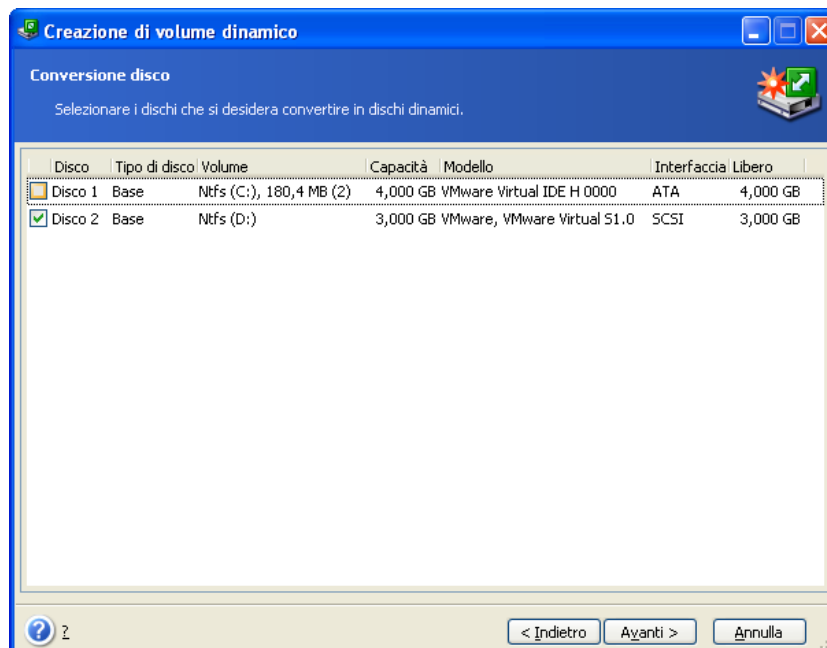 Creazione di volume dinamico
Conversione disco
Selezionare i dischi che si desidera convertire in dischi dinamici.
Disco Tipo di disco Volume Capacità Modello Interfaccia Libero
Disco 1 Base Ntfs (C:), 180,4 MB (2) 4,000 GB VMware Virtual IDE H 0000 ATA 4,000 GB
Disco 2 Base Ntfs (D:) 3,000 GB VMware, VMware Virtual S1.0 SCSI 3,000 GB
? ? < Indietro Avanti > Annulla